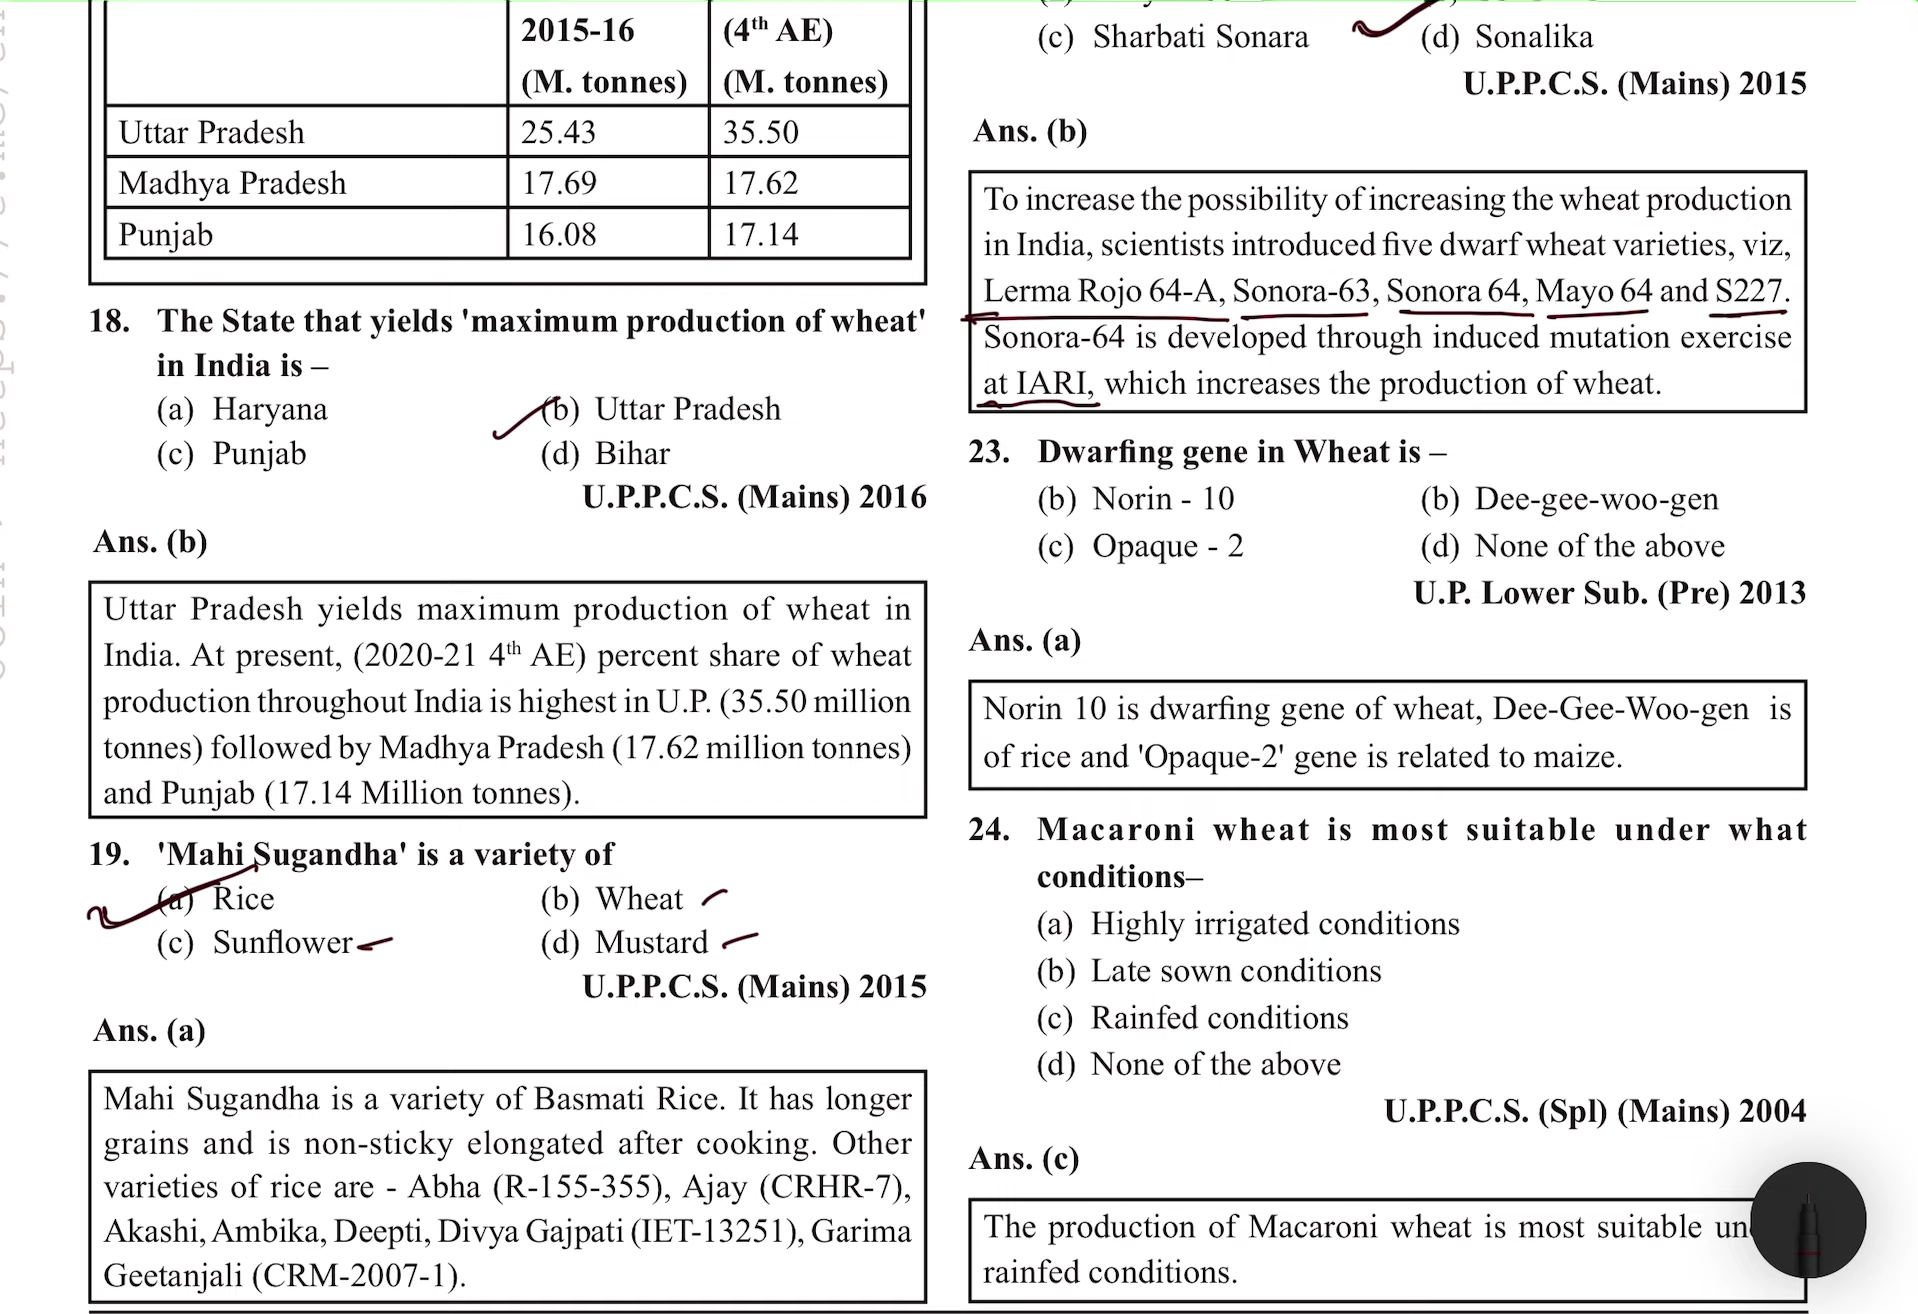 2015-16 (4th AE)
(M. tonnes) (M. tonnes)
Uttar Pradesh 25.43 35.50
Madhya Pradesh 17.69 17.62
Punjab 16.08 17.14
18. The State that yields 'maximum production of wheat'
in India is –
(a) Haryana (b) Uttar Pradesh
(c) Punjab (d) Bihar
U.P.P.C.S. (Mains) 2016
Ans. (b)
Uttar Pradesh yields maximum production of wheat in
India. At present, (2020-21 4th AE) percent share of wheat
production throughout India is highest in U.P. (35.50 million
tonnes) followed by Madhya Pradesh (17.62 million tonnes)
and Punjab (17.14 Million tonnes).
19. 'Mahi Sugandha' is a variety of
(a) Rice (b) Wheat
(c) Sunflower (d) Mustard
U.P.P.C.S. (Mains) 2015
Ans. (a)
Mahi Sugandha is a variety of Basmati Rice. It has longer
grains and is non-sticky elongated after cooking. Other
varieties of rice are - Abha (R-155-355), Ajay (CRHR-7),
Akashi, Ambika, Deepti, Divya Gajpati (IET-13251), Garima
Geetanjali (CRM-2007-1).
(c) Sharbati Sonara (d) Sonalika
U.P.P.C.S. (Mains) 2015
Ans. (b)
To increase the possibility of increasing the wheat production
in India, scientists introduced five dwarf wheat varieties, viz,
Lerma Rojo 64-A, Sonora-63, Sonora 64, Mayo 64 and S227.
Sonora-64 is developed through induced mutation exercise
at IARI, which increases the production of wheat.
23. Dwarfing gene in Wheat is –
(b) Norin - 10 (b) Dee-gee-woo-gen
(c) Opaque - 2 (d) None of the above
U.P. Lower Sub. (Pre) 2013
Ans. (a)
Norin 10 is dwarfing gene of wheat, Dee-Gee-Woo-gen is
of rice and 'Opaque-2' gene is related to maize.
24. Macaroni wheat is most suitable under what
conditions–
(a) Highly irrigated conditions
(b) Late sown conditions
(c) Rainfed conditions
(d) None of the above
U.P.P.C.S. (Spl) (Mains) 2004
Ans. (c)
The production of Macaroni wheat is most suitable
rainfed conditions.